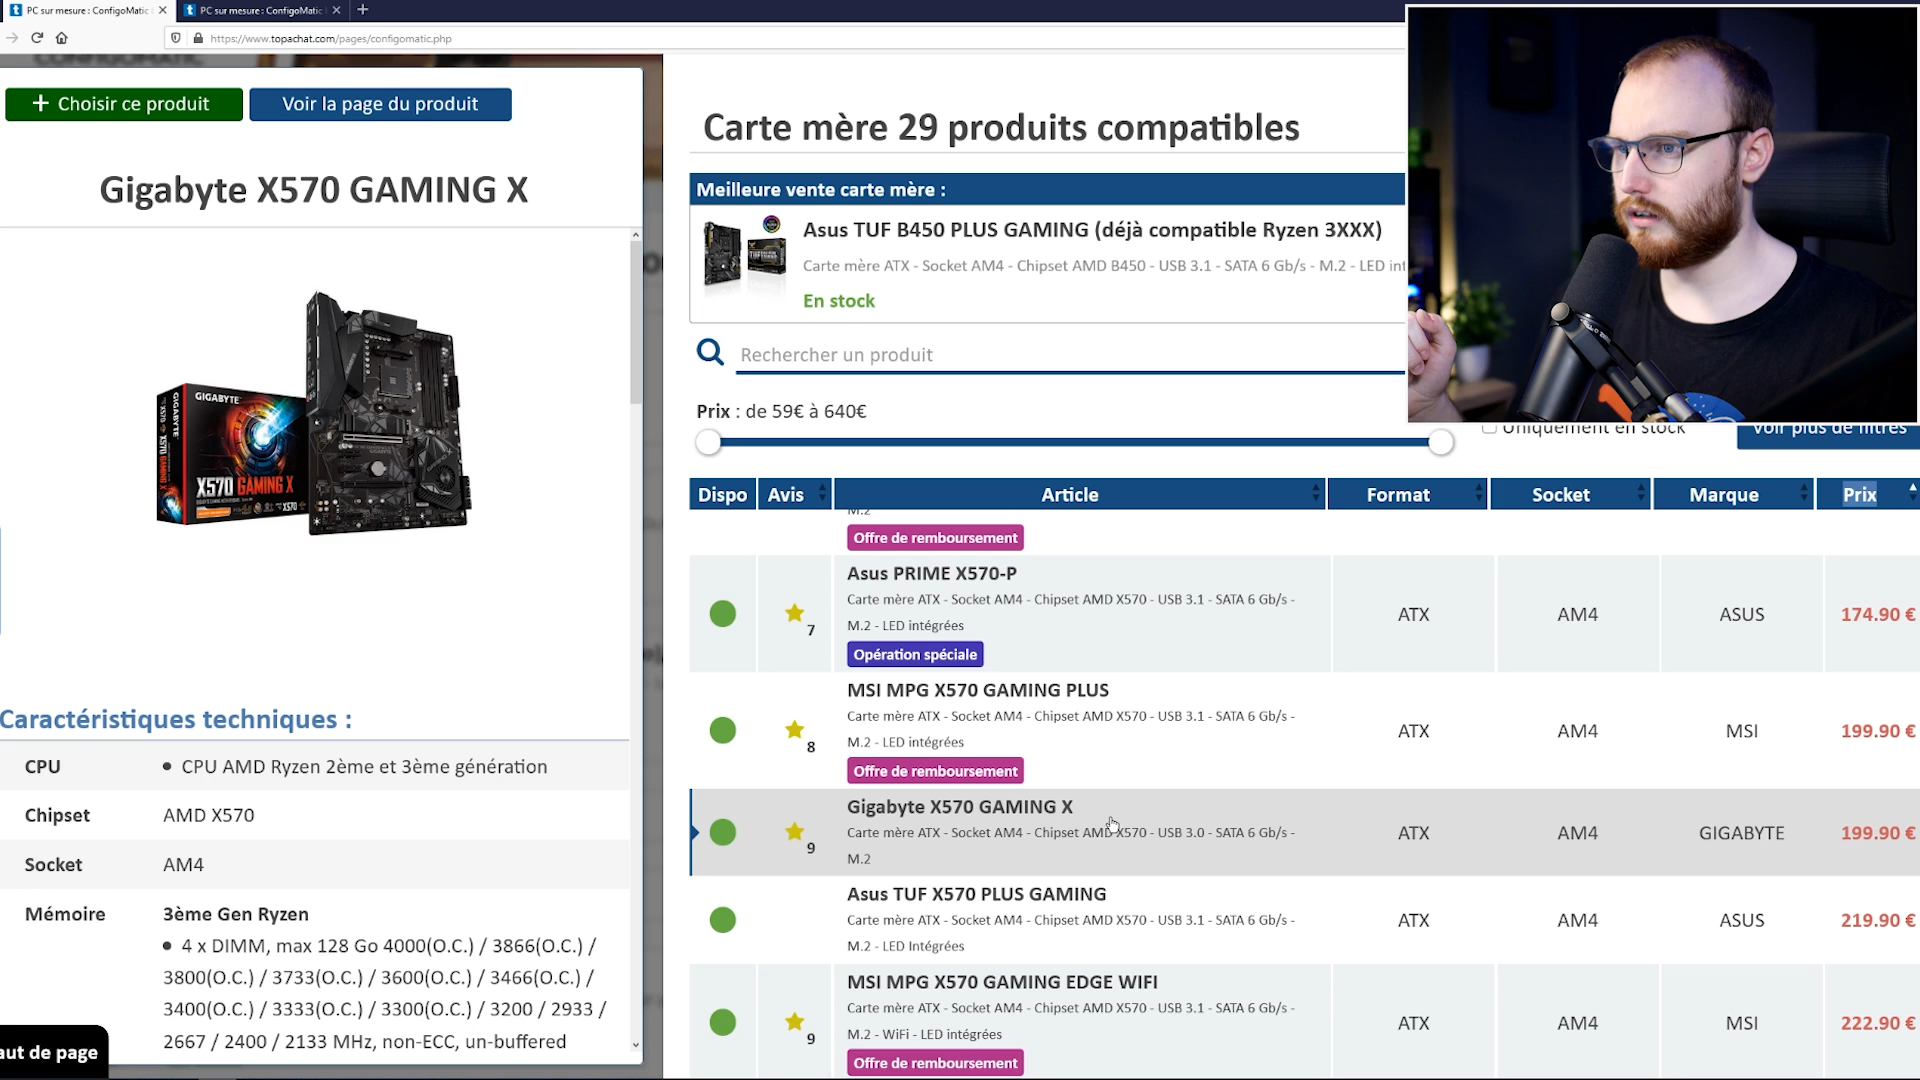 PC sur mesure : ConfigoMatic
PC sur mesure : ConfigoMatic
https://www.topachat.com/pages/configomatic.php
CONFIGOMATIC
+ Choisir ce produit
Voir la page du produit
Gigabyte X570 GAMING X
GIGABYTE
X570 GAMING X
Caractéristiques techniques :
CPU
• CPU AMD Ryzen 2ème et 3ème génération
Chipset
AMD X570
Socket
AM4
Mémoire
3ème Gen Ryzen
• 4 x DIMM, max 128 Go 4000(O.C.) / 3866(O.C.) /
3800(O.C.) / 3733(O.C.) / 3600(O.C.) / 3466(O.C.) /
3400(O.C.) / 3333(O.C.) / 3300(O.C.) / 3200 / 2933 /
2667 / 2400 / 2133 MHz, non-ECC, un-buffered
aut de page
Carte mère 29 produits compatibles
Meilleure vente carte mère :
Asus TUF B450 PLUS GAMING (déjà compatible Ryzen 3XXX)
Carte mère ATX - Socket AM4 - Chipset AMD B450 - USB 3.1 - SATA 6 Gb/s - M.2 - LED int
En stock
Rechercher un produit
Prix : de 59€ à 640€
Uniquement en stock
Voir plus de filtres
Dispo Avis Article Format Socket Marque Prix
M.2
Offre de remboursement
Asus PRIME X570-P
Carte mère ATX - Socket AM4 - Chipset AMD X570 - USB 3.1 - SATA 6 Gb/s -
M.2 - LED intégrées
Opération spéciale
7 ATX AM4 ASUS 174.90 €
MSI MPG X570 GAMING PLUS
Carte mère ATX - Socket AM4 - Chipset AMD X570 - USB 3.1 - SATA 6 Gb/s -
M.2 - LED intégrées
Offre de remboursement
8 ATX AM4 MSI 199.90 €
Gigabyte X570 GAMING X
Carte mère ATX - Socket AM4 - Chipset AMD X570 - USB 3.0 - SATA 6 Gb/s -
M.2
9 ATX AM4 GIGABYTE 199.90 €
Asus TUF X570 PLUS GAMING
Carte mère ATX - Socket AM4 - Chipset AMD X570 - USB 3.1 - SATA 6 Gb/s -
M.2 - LED Intégrées
ATX AM4 ASUS 219.90 €
MSI MPG X570 GAMING EDGE WIFI
Carte mère ATX - Socket AM4 - Chipset AMD X570 - USB 3.1 - SATA 6 Gb/s -
M.2 - WiFi - LED intégrées
Offre de remboursement
9 ATX AM4 MSI 222.90 €